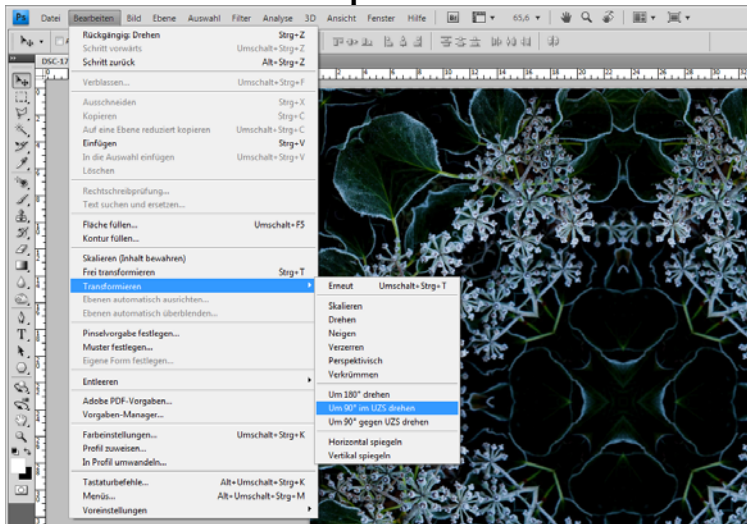 Ps Datei Bearbeiten Bild Ebene Auswahl Filter Analyse 3D Ansicht Fenster Hilfe Br 65,6
DSC-17
Rückgängig: Drehen Strg+Z
Schritt vorwärts Umschalt+Strg+Z
Schritt zurück Alt+Strg+Z
Verblassen... Umschalt+Strg+F
Ausschneiden Strg+X
Kopieren Strg+C
Auf eine Ebene reduziert kopieren Umschalt+Strg+C
Einfügen Strg+V
In die Auswahl einfügen Umschalt+Strg+V
Löschen
Rechtschreibprüfung...
Text suchen und ersetzen...
Fläche füllen... Umschalt+F5
Kontur füllen...
Skalieren (Inhalt bewahren)
Frei transformieren Strg+T
Transformieren
Ebenen automatisch ausrichten...
Ebenen automatisch überblenden...
Pinselvorgabe festlegen...
Muster festlegen...
Eigene Form festlegen...
Entleeren
Adobe PDF-Vorgaben...
Vorgaben-Manager...
Farbeinstellungen... Umschalt+Strg+K
Profil zuweisen...
In Profil umwandeln...
Tastaturbefehle... Alt+Umschalt+Strg+K
Menüs... Alt+Umschalt+Strg+M
Voreinstellungen
Erneut Umschalt+Strg+T
Skalieren
Drehen
Neigen
Verzerren
Perspektivisch
Verkrümmen
Um 180° drehen
Um 90° im UZS drehen
Um 90° gegen UZS drehen
Horizontal spiegeln
Vertikal spiegeln